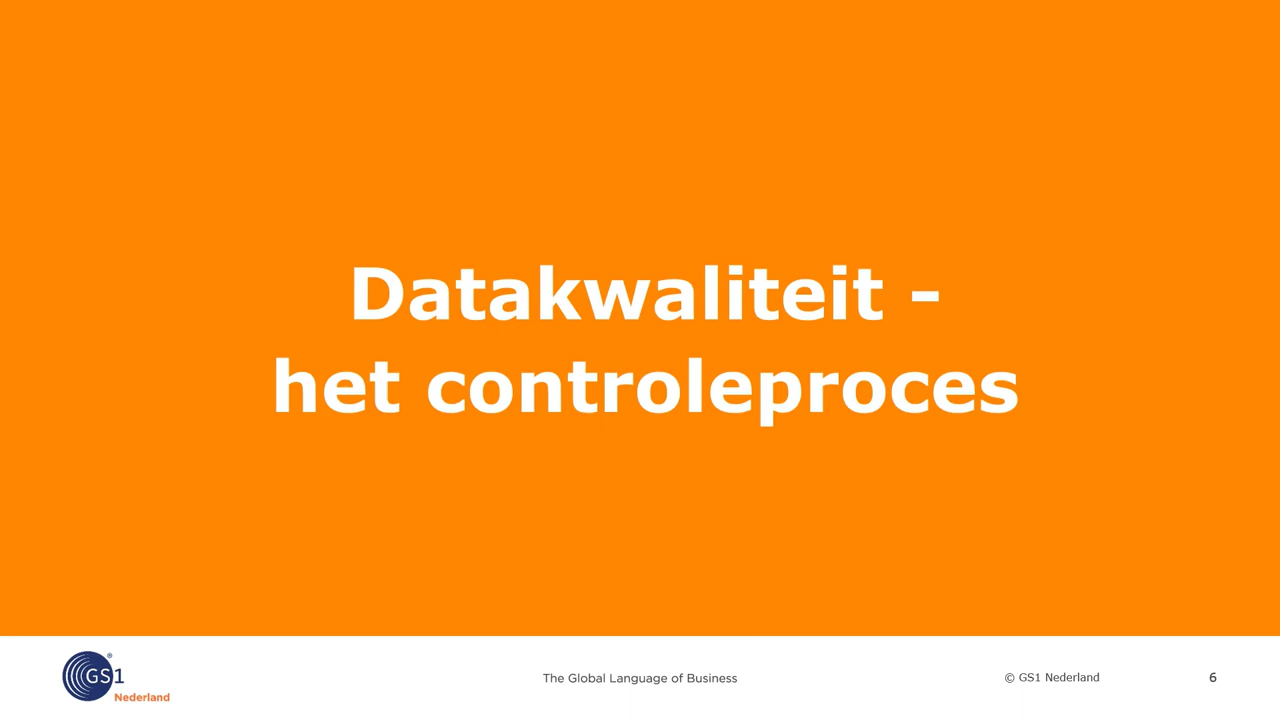 Datakwaliteit -
het controleproces
GS1 ®
Nederland
The Global Language of Business
© GS1 Nederland
6